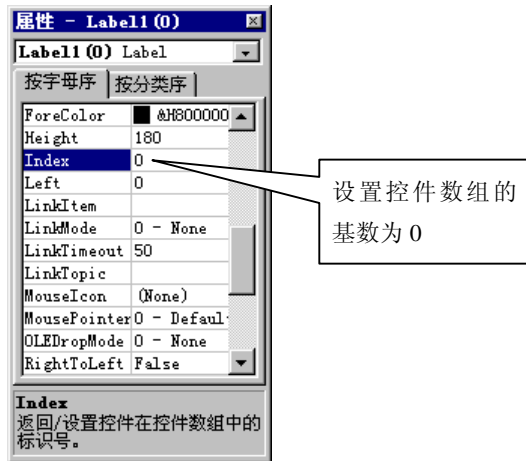 属性 - Label1(0)
Label1(0) Label
按字母序 按分类序
ForeColor &H800000
Height 180
Index 0
Left 0
LinkItem
LinkMode 0 - None
LinkTimeout 50
LinkTopic
MouseIcon (None)
MousePointer 0 - Defaul
OLEDropMode 0 - None
RightToLeft False
Index
返回/设置控件在控件数组中的
标识号。
设置控件数组的
基数为 0